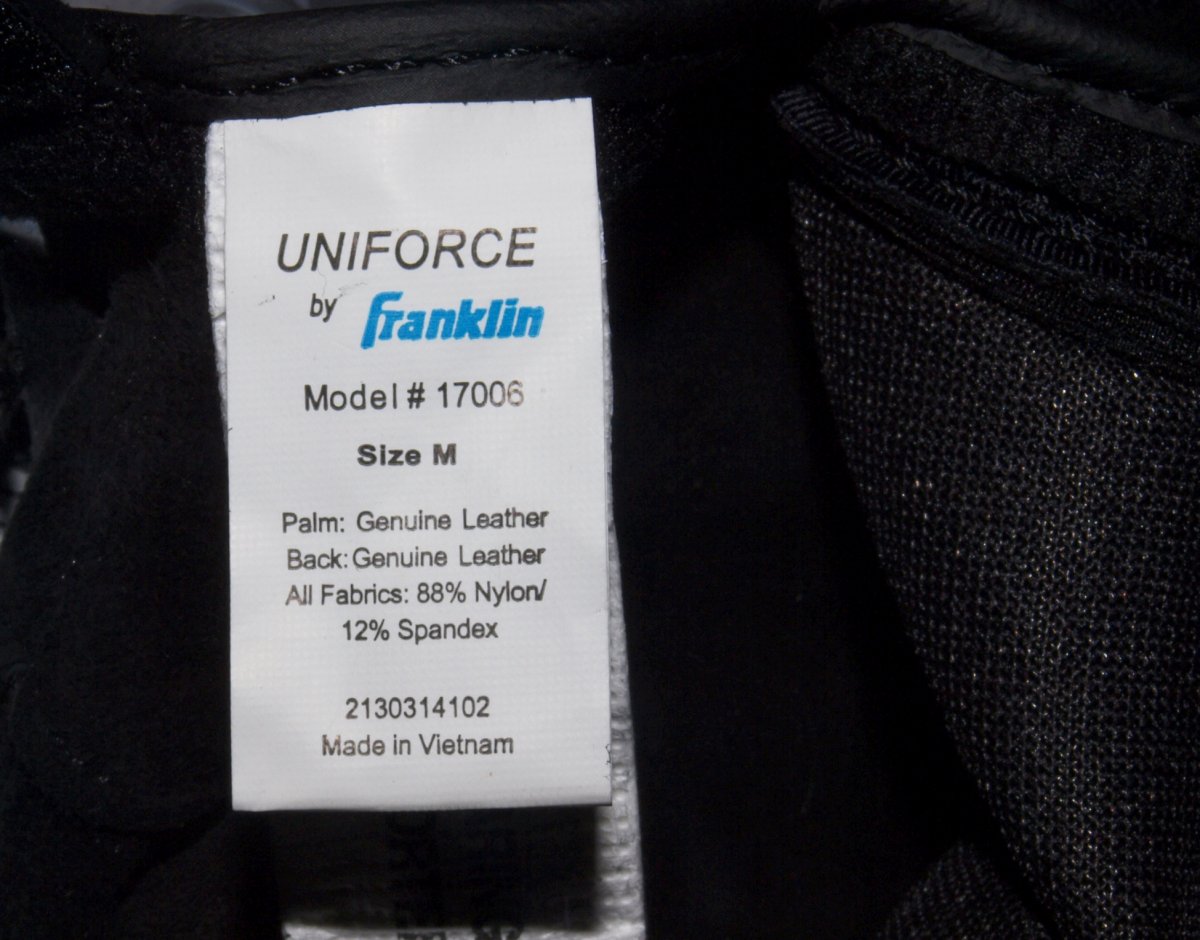 UNIFORCE
by Franklin
Model # 17006
Size M
Palm: Genuine Leather
Back: Genuine Leather
All Fabrics: 88% Nylon/
12% Spandex
2130314102
Made in Vietnam